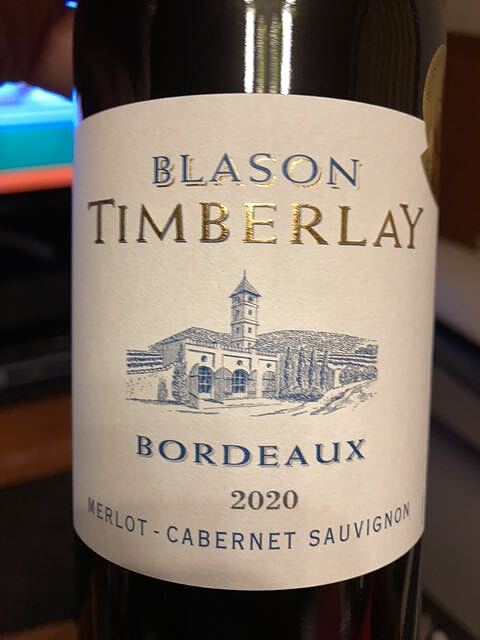 BLASON
TIMBERLAY
BORDEAUX
2020
MERLOT - CABERNET SAUVIGNON